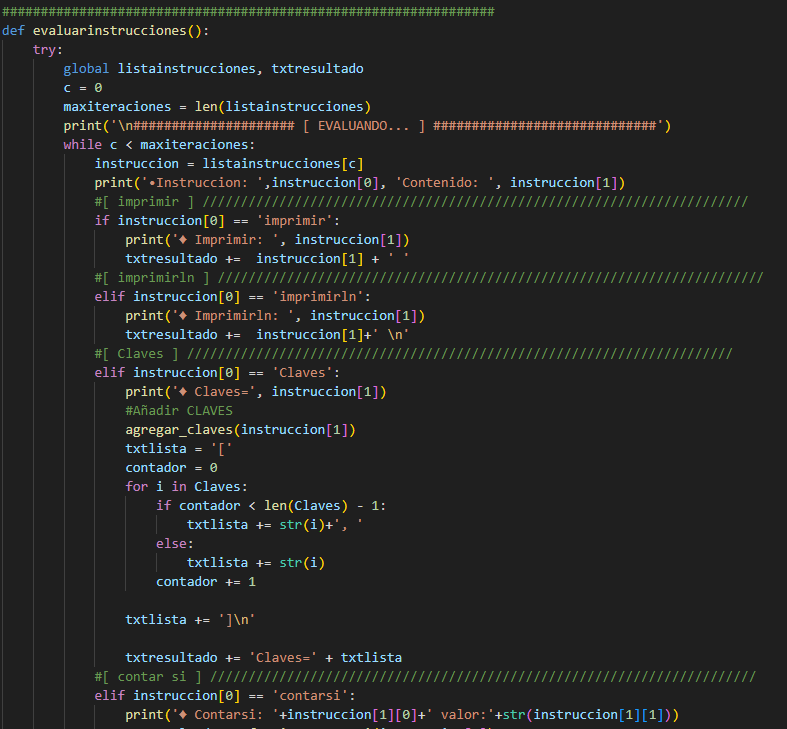 ################################################################
def evaluarinstrucciones():
    try:
        global listainstrucciones, txtresultado
        c = 0
        maxiteraciones = len(listainstrucciones)
        print('\n##################### [ EVALUANDO... ] #############################')
        while c < maxiteraciones:
            instruccion = listainstrucciones[c]
            print('•Instruccion: ',instruccion[0], 'Contenido: ', instruccion[1])
            #[ imprimir ] ///////////////////////////////////////////////////////////////////////
            if instruccion[0] == 'imprimir':
                print('♦ Imprimir: ', instruccion[1])
                txtresultado +=  instruccion[1] + ' '
            #[ imprimirln ] ///////////////////////////////////////////////////////////////////////
            elif instruccion[0] == 'imprimirln':
                print('♦ Imprimirln: ', instruccion[1])
                txtresultado +=  instruccion[1]+' \n'
            #[ Claves ] ///////////////////////////////////////////////////////////////////////
            elif instruccion[0] == 'Claves':
                print('♦ Claves=', instruccion[1])
                #Añadir CLAVES
                agregar_claves(instruccion[1])
                txtlista = '['
                contador = 0
                for i in Claves:
                    if contador < len(Claves) - 1:
                        txtlista += str(i)+', '
                    else:
                        txtlista += str(i)
                    contador += 1
                txtlista += ']\n'
                txtresultado += 'Claves=' + txtlista
            #[ contar si ] ///////////////////////////////////////////////////////////////////////
            elif instruccion[0] == 'contarsi':
                print('♦ Contarsi: '+instruccion[1][0]+' valor:'+str(instruccion[1][1]))